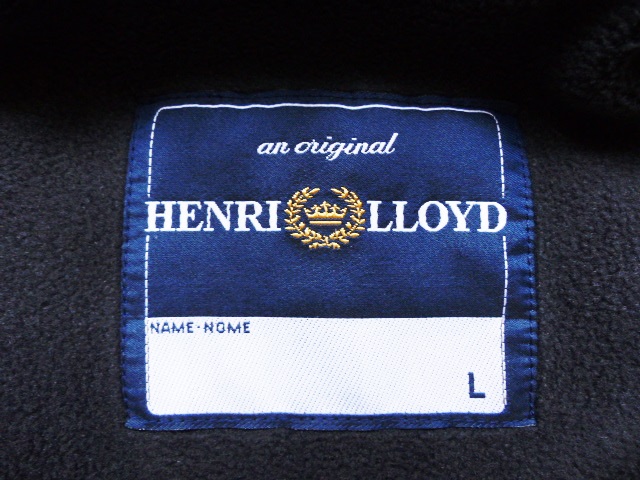 an original
HENRI LLOYD
NAME·NOME
L